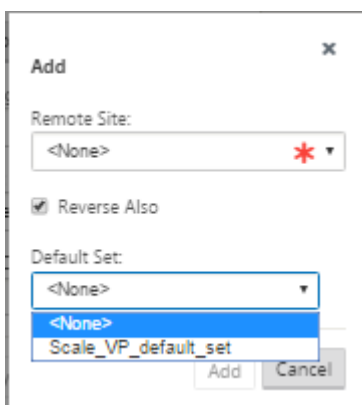 Add
×
Remote Site:
<None>
Reverse Also
Default Set:
<None>
<None>
Scale_VP_default_set
Add Cancel